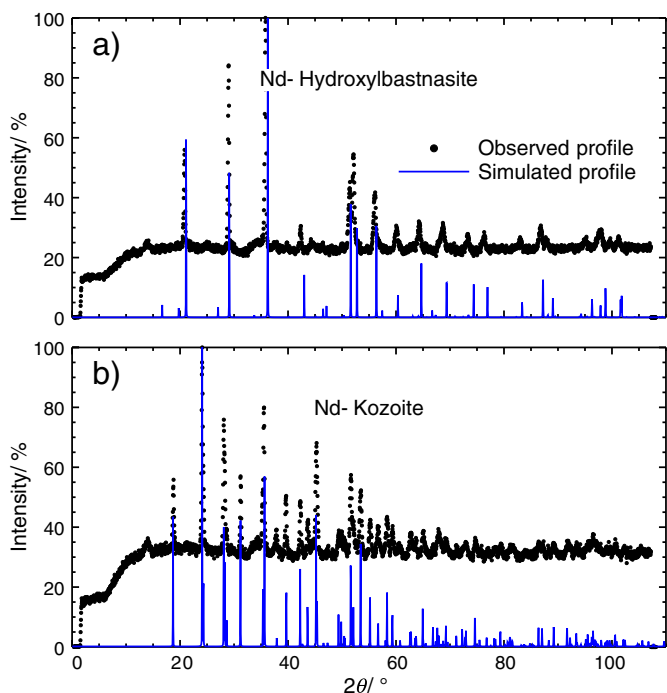 a)
Nd- Hydroxylbastnasite
Observed profile
Simulated profile
Intensity/ %
100
80
60
40
20
0
b)
Nd- Kozoite
Intensity/ %
100
80
60
40
20
0
0 20 40 60 80 100
2θ/ °